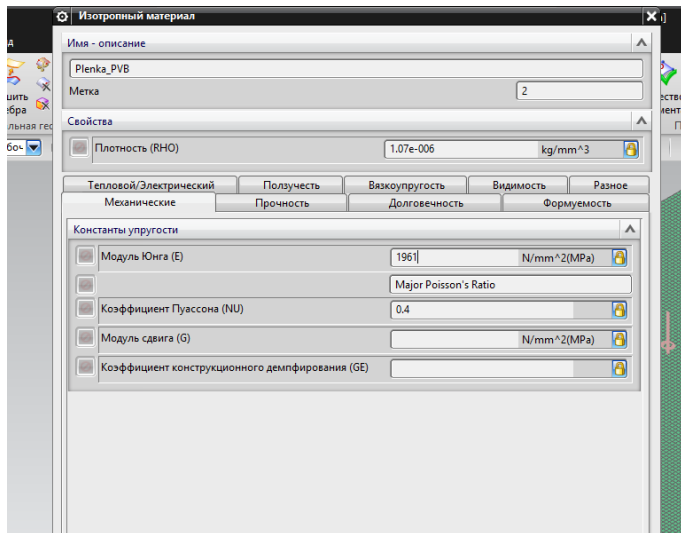 Изотропный материал
Имя - описание
Plenka_PVB
Метка 2
Свойства
Плотность (RHO) 1.07e-006 kg/mm^3
Тепловой/Электрический Ползучесть Вязкоупругость Видимость Разное
Механические Прочность Долговечность Формуемость
Константы упругости
Модуль Юнга (E) 1961 N/mm^2(MPa)
Major Poisson's Ratio
Коэффициент Пуассона (NU) 0.4
Модуль сдвига (G) N/mm^2(MPa)
Коэффициент конструкционного демпфирования (GE)